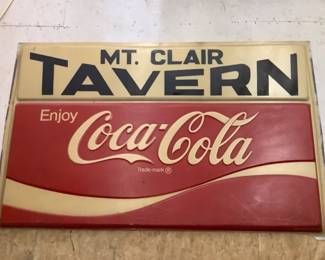 MT. CLAIR
TAVERN
Enjoy
Coca-Cola
Trade-mark ®